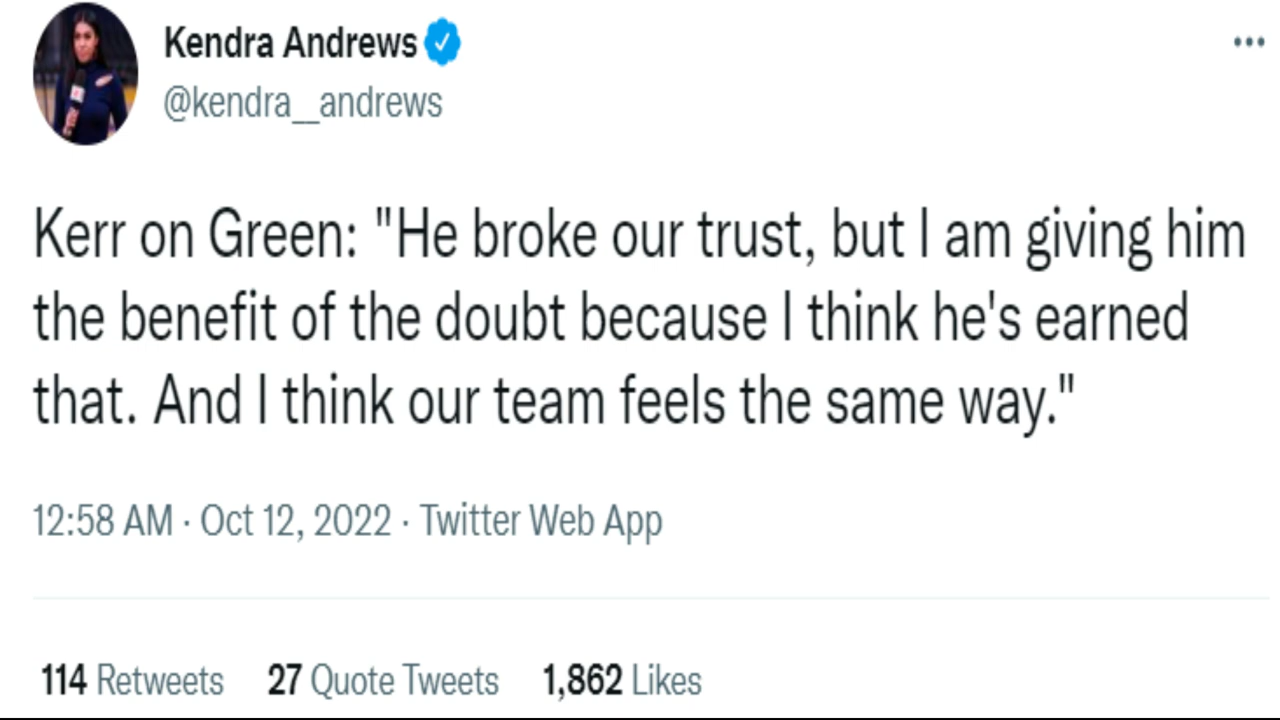 Kendra Andrews
@kendra__andrews
Kerr on Green: "He broke our trust, but I am giving him
the benefit of the doubt because I think he's earned
that. And I think our team feels the same way."
12:58 AM · Oct 12, 2022 · Twitter Web App
114 Retweets 27 Quote Tweets 1,862 Likes